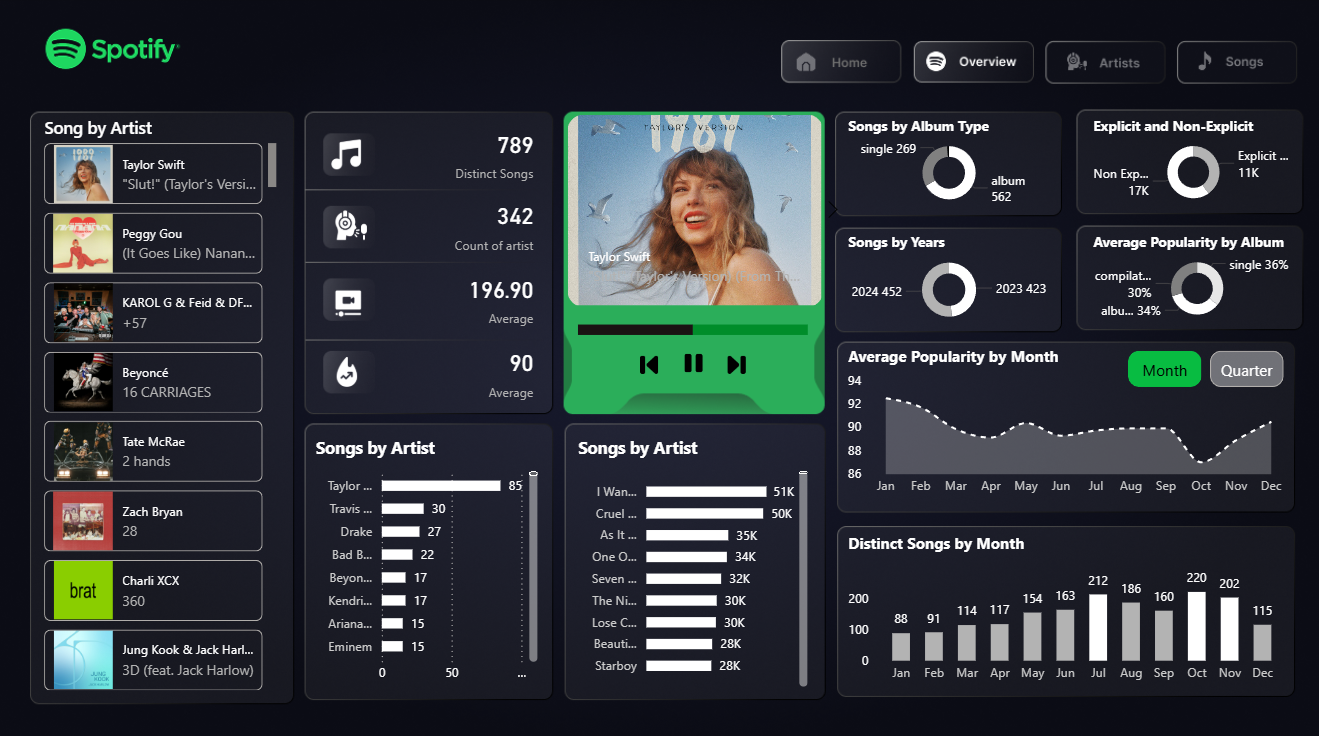 Spotify
Home
Overview
Artists
Songs
Song by Artist
Taylor Swift
"Slut!" (Taylor's Versi...
Peggy Gou
(It Goes Like) Nanan...
KAROL G & Feid & DF...
+57
Beyoncé
16 CARRIAGES
Tate McRae
2 hands
Zach Bryan
28
brat
Charli XCX
360
JUNG
KOOK
Jung Kook & Jack Harl...
3D (feat. Jack Harlow)
789
Distinct Songs
342
Count of artist
196.90
Average
90
Average
1989
TAYLOR'S VERSION
Taylor Swift
Taylor's Version) (From Th...
Songs by Album Type
single 269
album
562
Explicit and Non-Explicit
Explicit ...
11K
Non Exp...
17K
Songs by Years
2024 452
2023 423
Average Popularity by Album
single 36%
compilat...
30%
albu... 34%
Average Popularity by Month
Month
Quarter
94
92
90
88
86
Jan Feb Mar Apr May Jun Jul Aug Sep Oct Nov Dec
Songs by Artist
Taylor ... 85
Travis ... 30
Drake 27
Bad B... 22
Beyon... 17
Kendri... 17
Ariana... 15
Eminem 15
0 50 ...
Songs by Artist
I Wan... 51K
Cruel ... 50K
As It ... 35K
One O... 34K
Seven ... 32K
The Ni... 30K
Lose C... 30K
Beauti... 28K
Starboy 28K
Distinct Songs by Month
200
100
0
88 91 114 117 154 163 212 186 160 220 202 115
Jan Feb Mar Apr May Jun Jul Aug Sep Oct Nov Dec